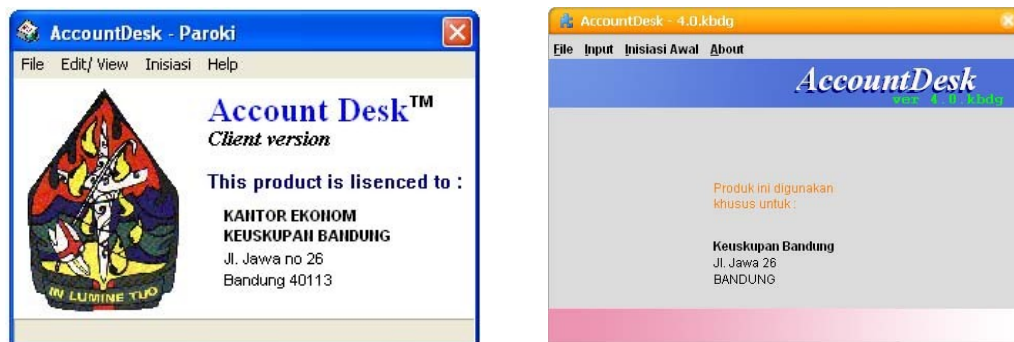 AccountDesk - Paroki
File Edit/ View Inisiasi Help
Account Desk™
Client version
This product is lisenced to :
KANTOR EKONOM
KEUSKUPAN BANDUNG
Jl. Jawa no 26
Bandung 40113
IN LUMINE TUO
AccountDesk - 4.0.kbdg
File Input Inisiasi Awal About
AccountDesk
ver 4.0.kbdg
Produk ini digunakan
khusus untuk :
Keuskupan Bandung
Jl. Jawa 26
BANDUNG